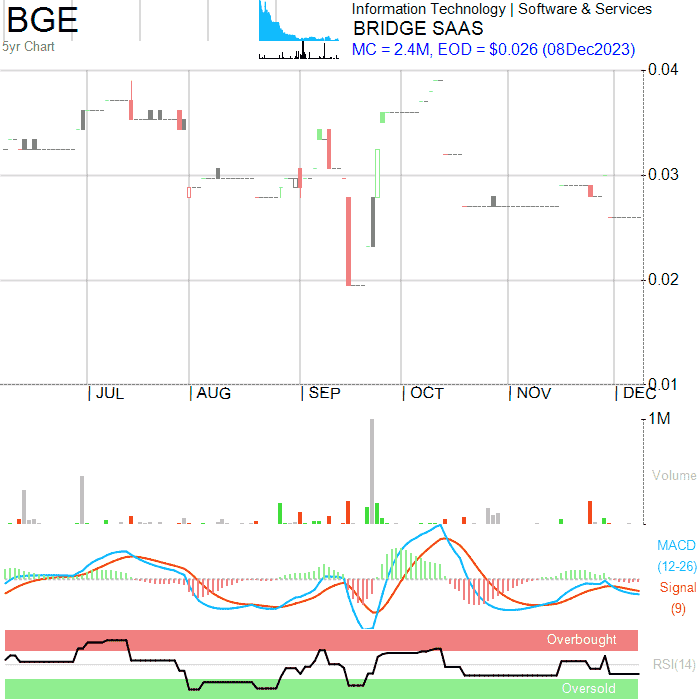 BGE
5yr Chart
Information Technology | Software & Services
BRIDGE SAAS
MC = 2.4M, EOD = $0.026 (08Dec2023)
0.04
0.03
0.02
0.01
| JUL | AUG | SEP | OCT | NOV | DEC
1M
Volume
MACD
(12-26)
Signal
(9)
Overbought
RSI(14)
Oversold